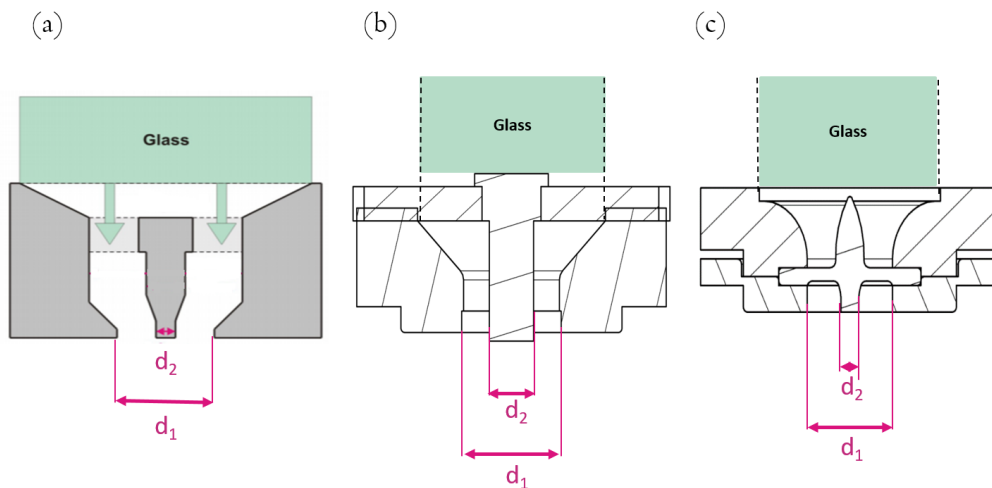 (a)
(b)
(c)
Glass
Glass
Glass
d₂
d₁
d₂
d₁
d₂
d₁